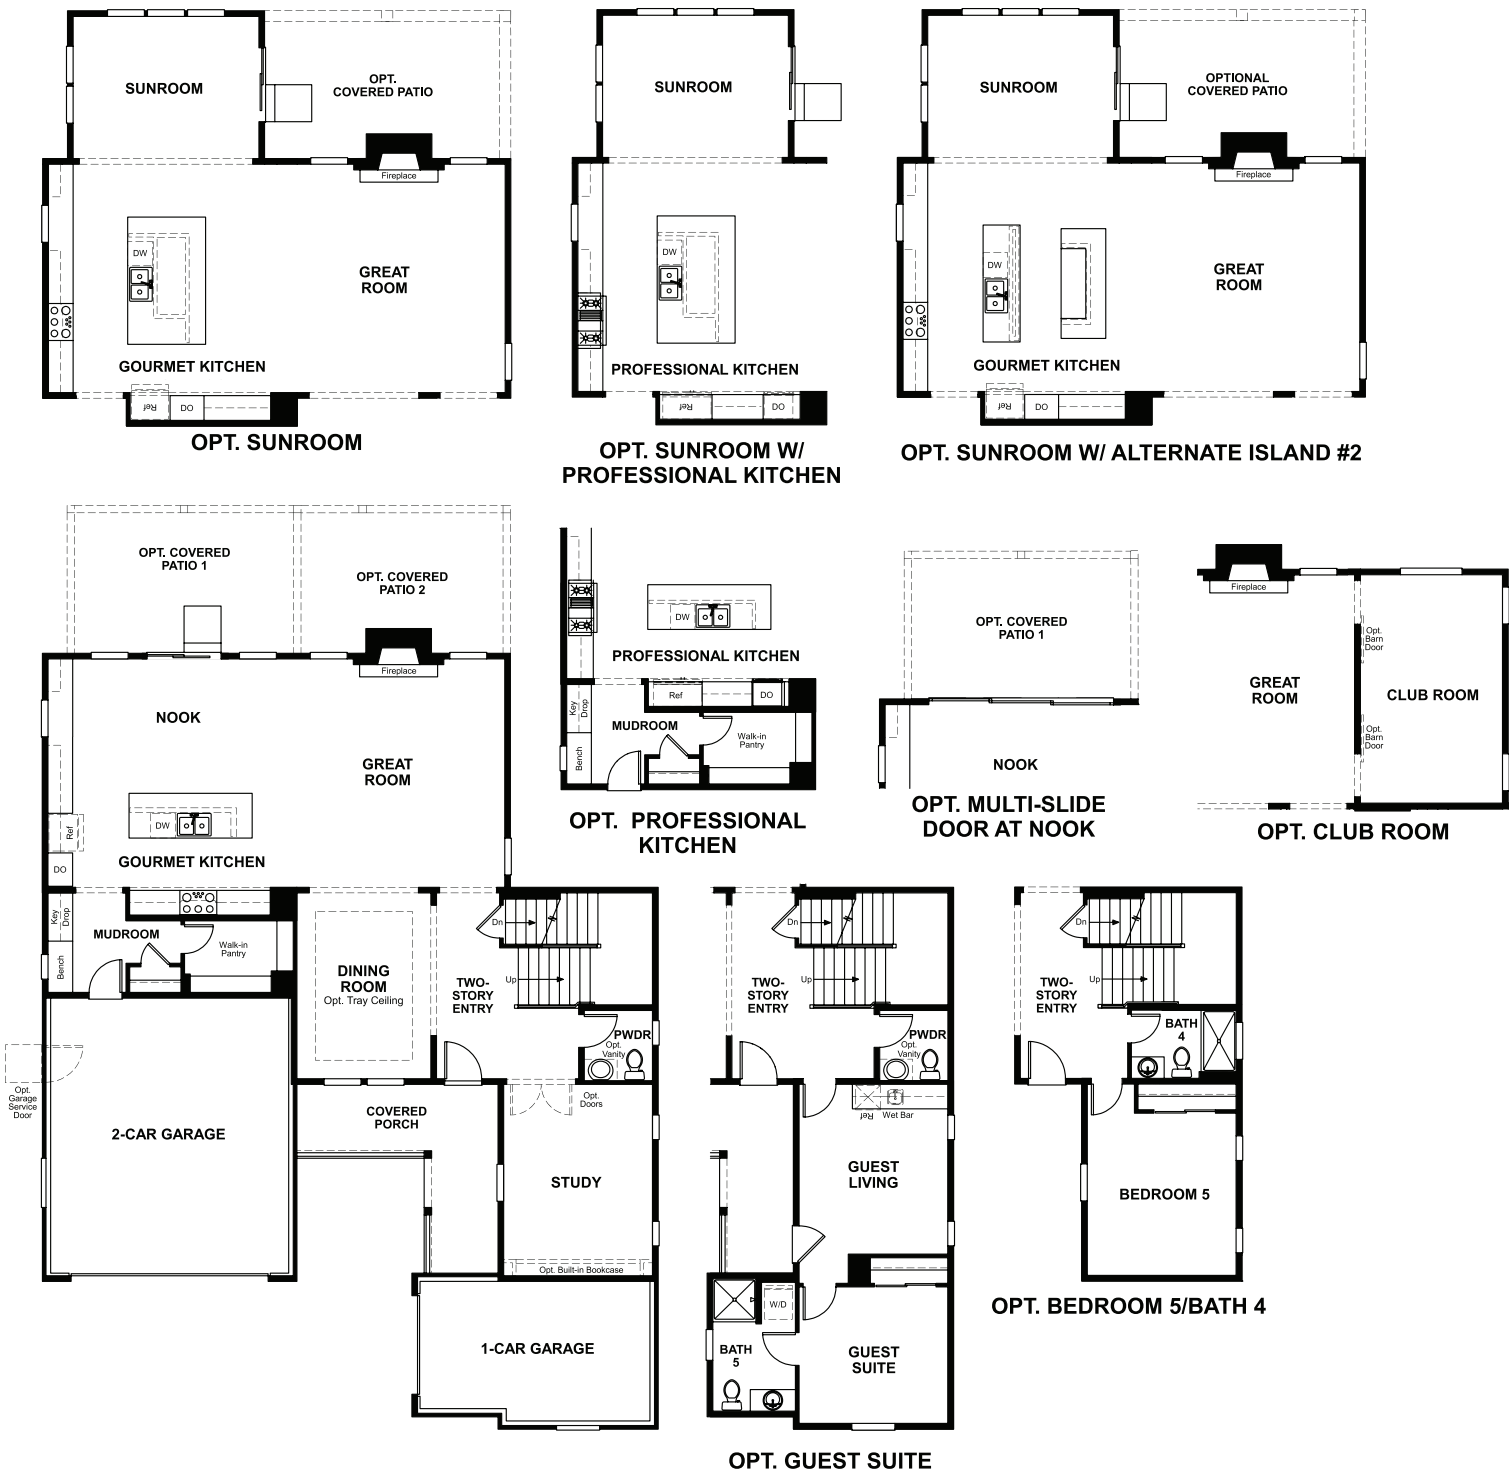 SUNROOM
OPT.
COVERED PATIO
Fireplace
DW
GREAT
ROOM
GOURMET KITCHEN
Ref
DO
OPT. SUNROOM
SUNROOM
DW
PROFESSIONAL KITCHEN
Ref
DO
OPT. SUNROOM W/
PROFESSIONAL KITCHEN
SUNROOM
OPTIONAL
COVERED PATIO
Fireplace
DW
GREAT
ROOM
GOURMET KITCHEN
Ref
DO
OPT. SUNROOM W/ ALTERNATE ISLAND #2
OPT. COVERED
PATIO 1
OPT. COVERED
PATIO 2
Fireplace
NOOK
GREAT
ROOM
Ref
DW
GOURMET KITCHEN
DO
Key
Drop
MUDROOM
Walk-in
Pantry
Bench
DINING
ROOM
Opt. Tray Ceiling
Dn
Up
TWO-
STORY
ENTRY
PWDR
Opt.
Vanity
Opt.
Garage
Service
Door
2-CAR GARAGE
COVERED
PORCH
Opt.
Doors
STUDY
Opt. Built-in Bookcase
1-CAR GARAGE
DW
PROFESSIONAL KITCHEN
Ref
DO
Key
Drop
MUDROOM
Walk-in
Pantry
Bench
OPT. PROFESSIONAL
KITCHEN
OPT. COVERED
PATIO 1
NOOK
OPT. MULTI-SLIDE
DOOR AT NOOK
Fireplace
Opt.
Barn
Door
GREAT
ROOM
CLUB ROOM
Opt.
Barn
Door
OPT. CLUB ROOM
Dn
Up
TWO-
STORY
ENTRY
PWDR
Opt.
Vanity
Ref
Wet Bar
GUEST
LIVING
W/D
BATH
5
GUEST
SUITE
OPT. GUEST SUITE
Dn
Up
TWO-
STORY
ENTRY
BATH
4
BEDROOM 5
OPT. BEDROOM 5/BATH 4